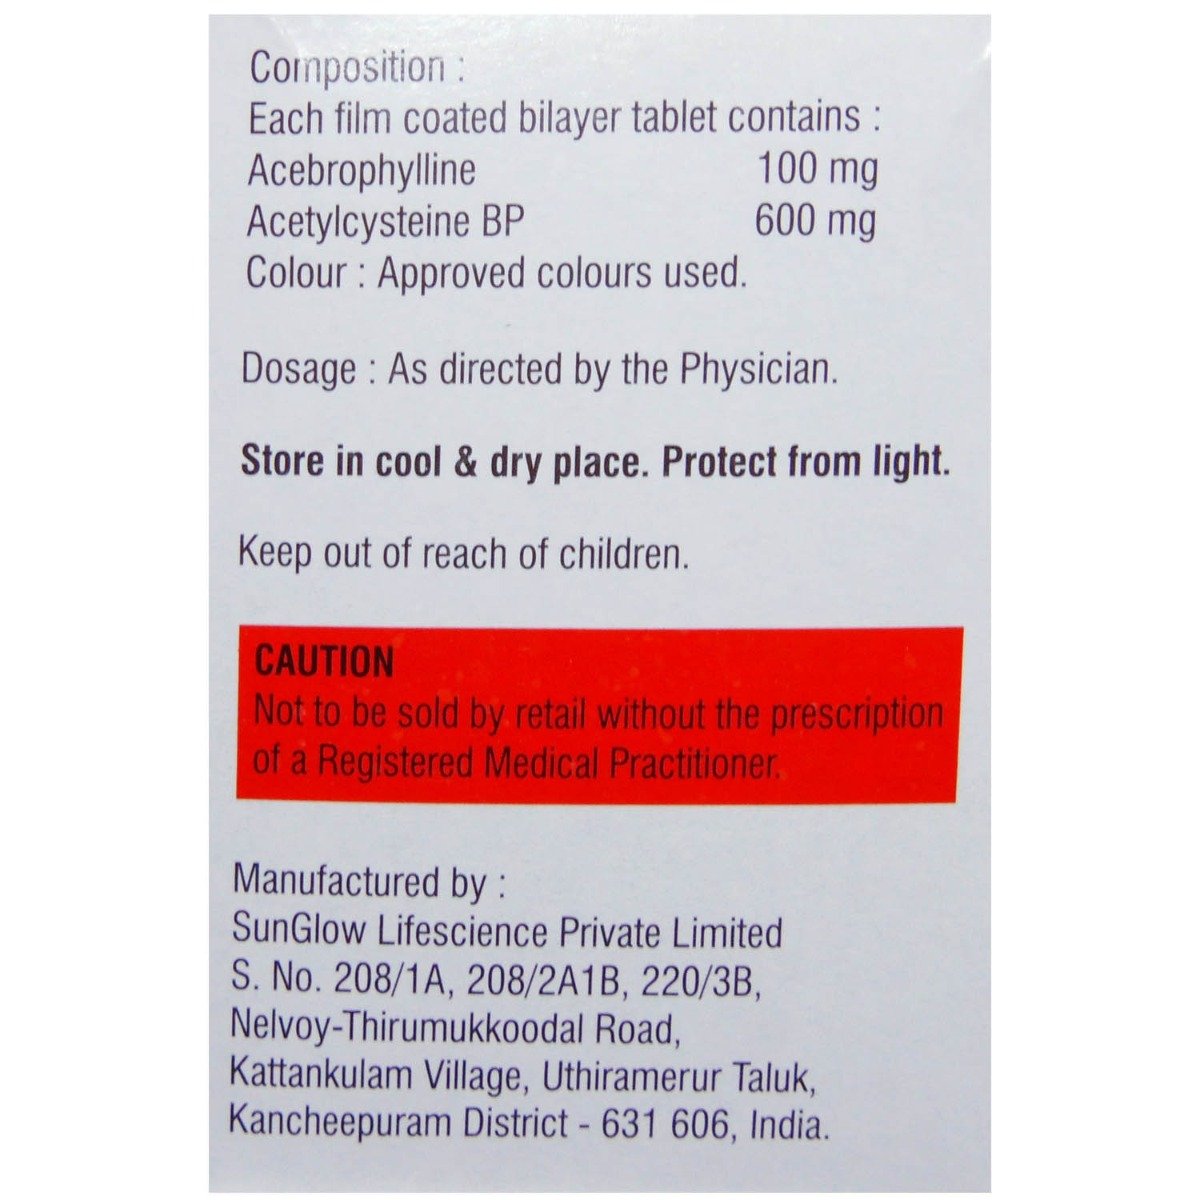 Composition :
Each film coated bilayer tablet contains :
Acebrophylline 100 mg
Acetylcysteine BP 600 mg
Colour : Approved colours used.
Dosage : As directed by the Physician.
Store in cool & dry place. Protect from light.
Keep out of reach of children.
CAUTION
Not to be sold by retail without the prescription
of a Registered Medical Practitioner.
Manufactured by :
SunGlow Lifescience Private Limited
S. No. 208/1A, 208/2A1B, 220/3B,
Nelvoy-Thirumukkoodal Road,
Kattankulam Village, Uthiramerur Taluk,
Kancheepuram District - 631 606, India.